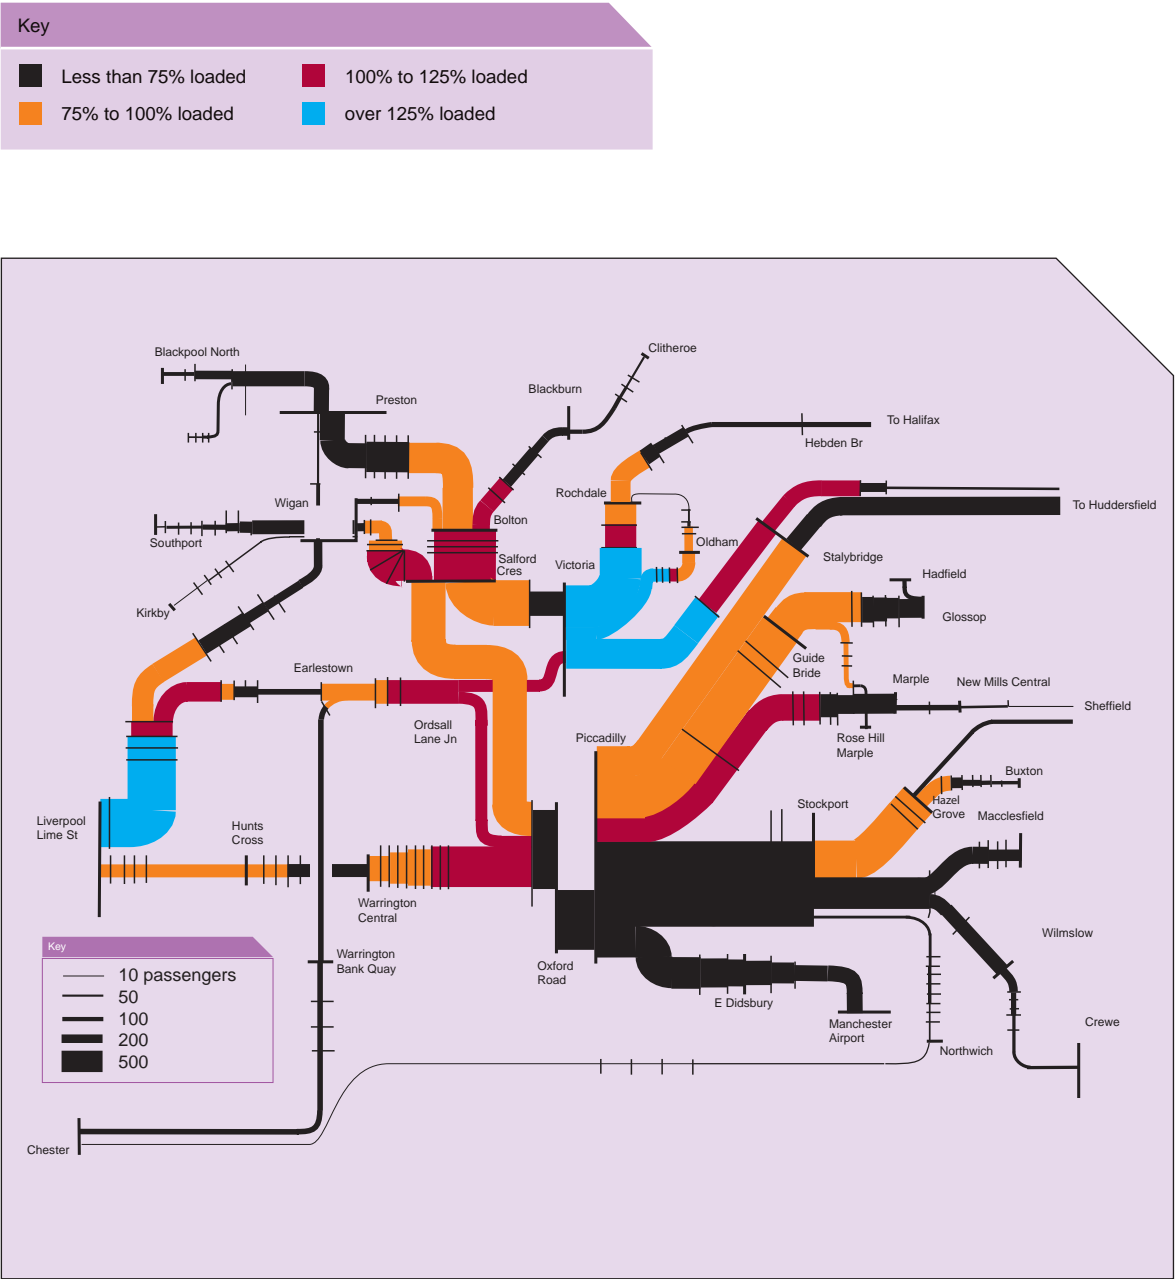 Key
Less than 75% loaded
100% to 125% loaded
75% to 100% loaded
over 125% loaded
Clitheroe
Blackpool North
Blackburn
Preston
To Halifax
Hebden Br
Rochdale
Wigan
To Huddersfield
Bolton
Southport
Oldham
Stalybridge
Salford
Cres
Victoria
Hadfield
Kirkby
Glossop
Guide
Bride
Earlestown
Marple
New Mills Central
Sheffield
Ordsall
Lane Jn
Piccadilly
Rose Hill
Marple
Buxton
Stockport
Hazel
Grove
Macclesfield
Liverpool
Lime St
Hunts
Cross
Warrington
Central
Wilmslow
Key
10 passengers
50
100
200
500
Warrington
Bank Quay
Oxford
Road
E Didsbury
Manchester
Airport
Crewe
Northwich
Chester